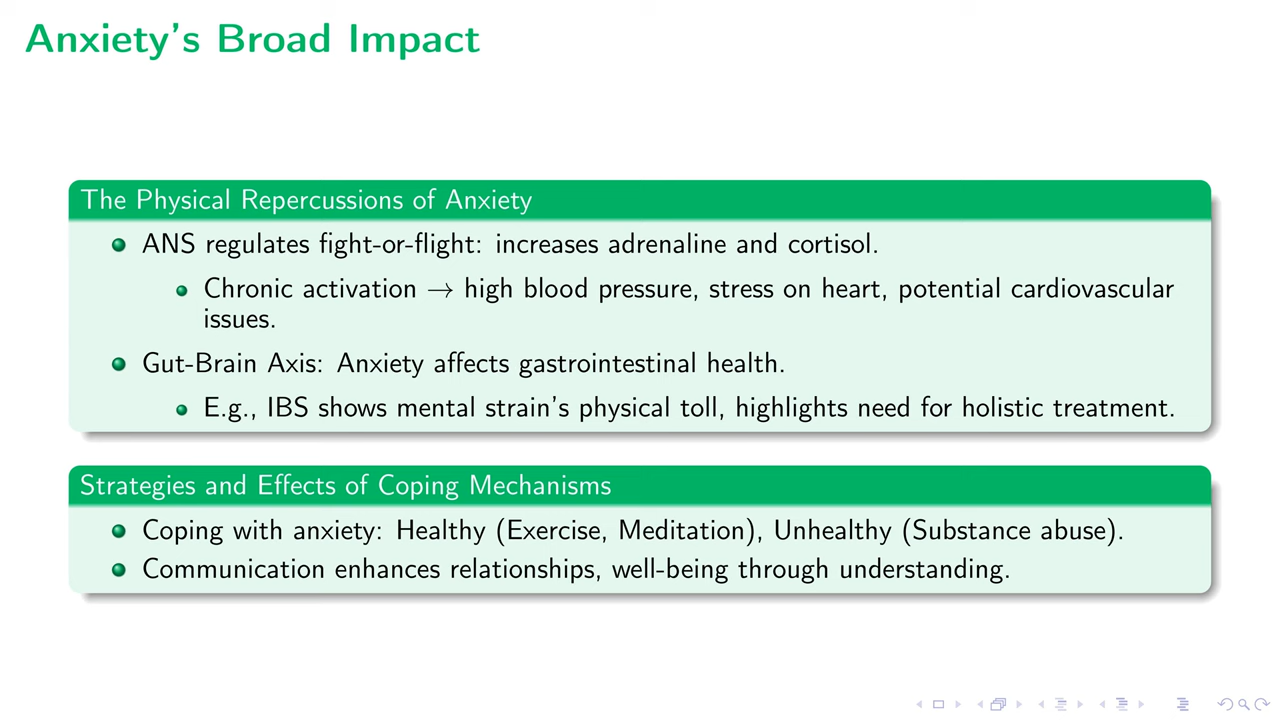 Anxiety's Broad Impact
The Physical Repercussions of Anxiety
ANS regulates fight-or-flight: increases adrenaline and cortisol.
Chronic activation → high blood pressure, stress on heart, potential cardiovascular
issues.
Gut-Brain Axis: Anxiety affects gastrointestinal health.
E.g., IBS shows mental strain's physical toll, highlights need for holistic treatment.
Strategies and Effects of Coping Mechanisms
Coping with anxiety: Healthy (Exercise, Meditation), Unhealthy (Substance abuse).
Communication enhances relationships, well-being through understanding.